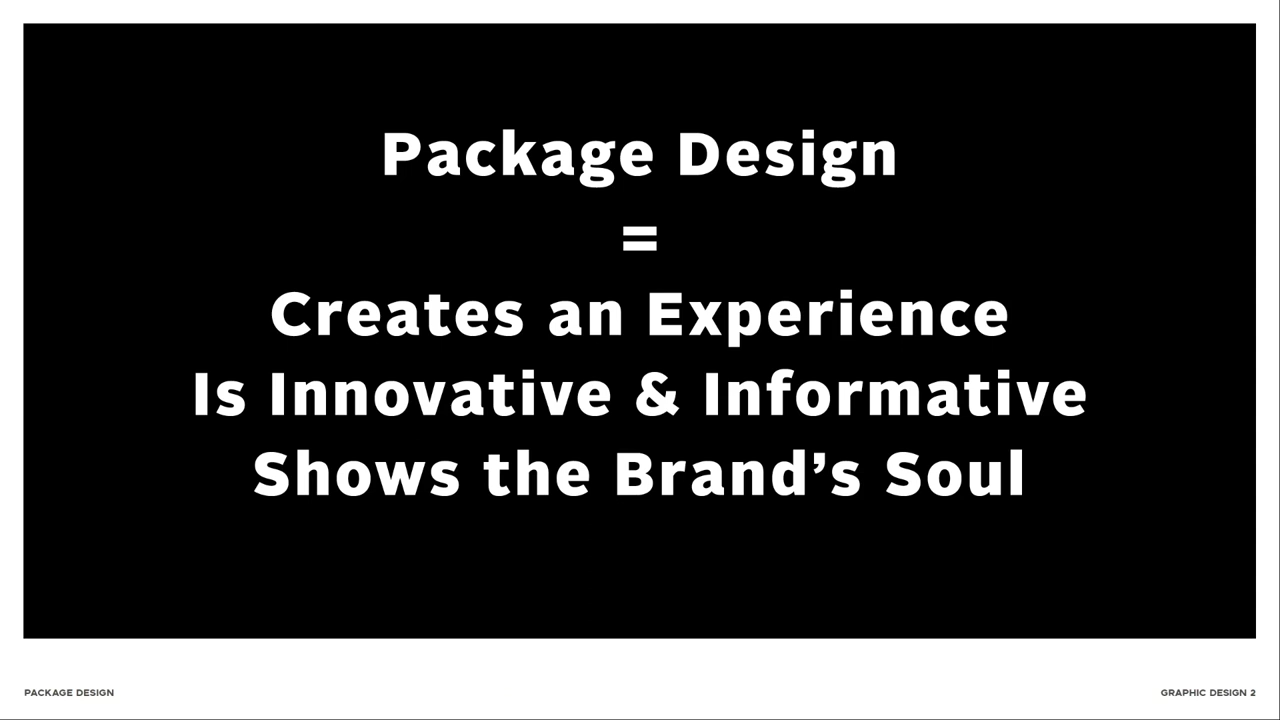 Package Design
=
Creates an Experience
Is Innovative & Informative
Shows the Brand’s Soul
PACKAGE DESIGN
GRAPHIC DESIGN 2